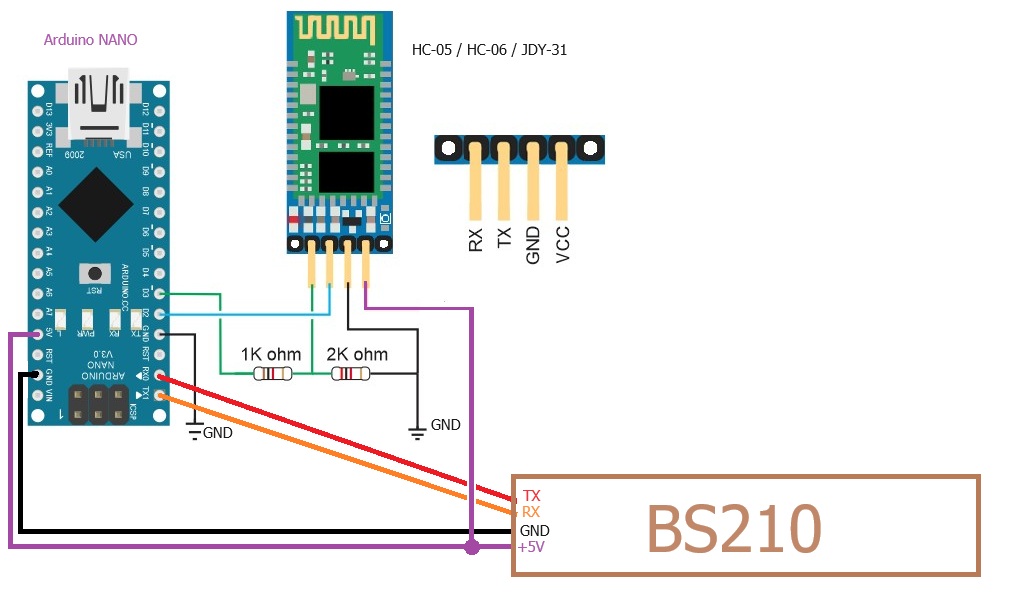 Arduino NANO
HC-05 / HC-06 / JDY-31
D13
3V3
REF
A0
A1
A2
A3
A4
A5
A6
A7
5V
RST
GND
VIN
D12
D11
D10
D9
D8
D7
D6
D5
D4
D3
D2
GND
RST
RX0
TX1
USA
2009
RST
ARDUINO.CC
L
PWR
RX
TX
V3.0
NANO
ARDUINO
ICSP
1
RX
TX
GND
VCC
1K ohm
2K ohm
GND
GND
TX
RX
GND
+5V
BS210